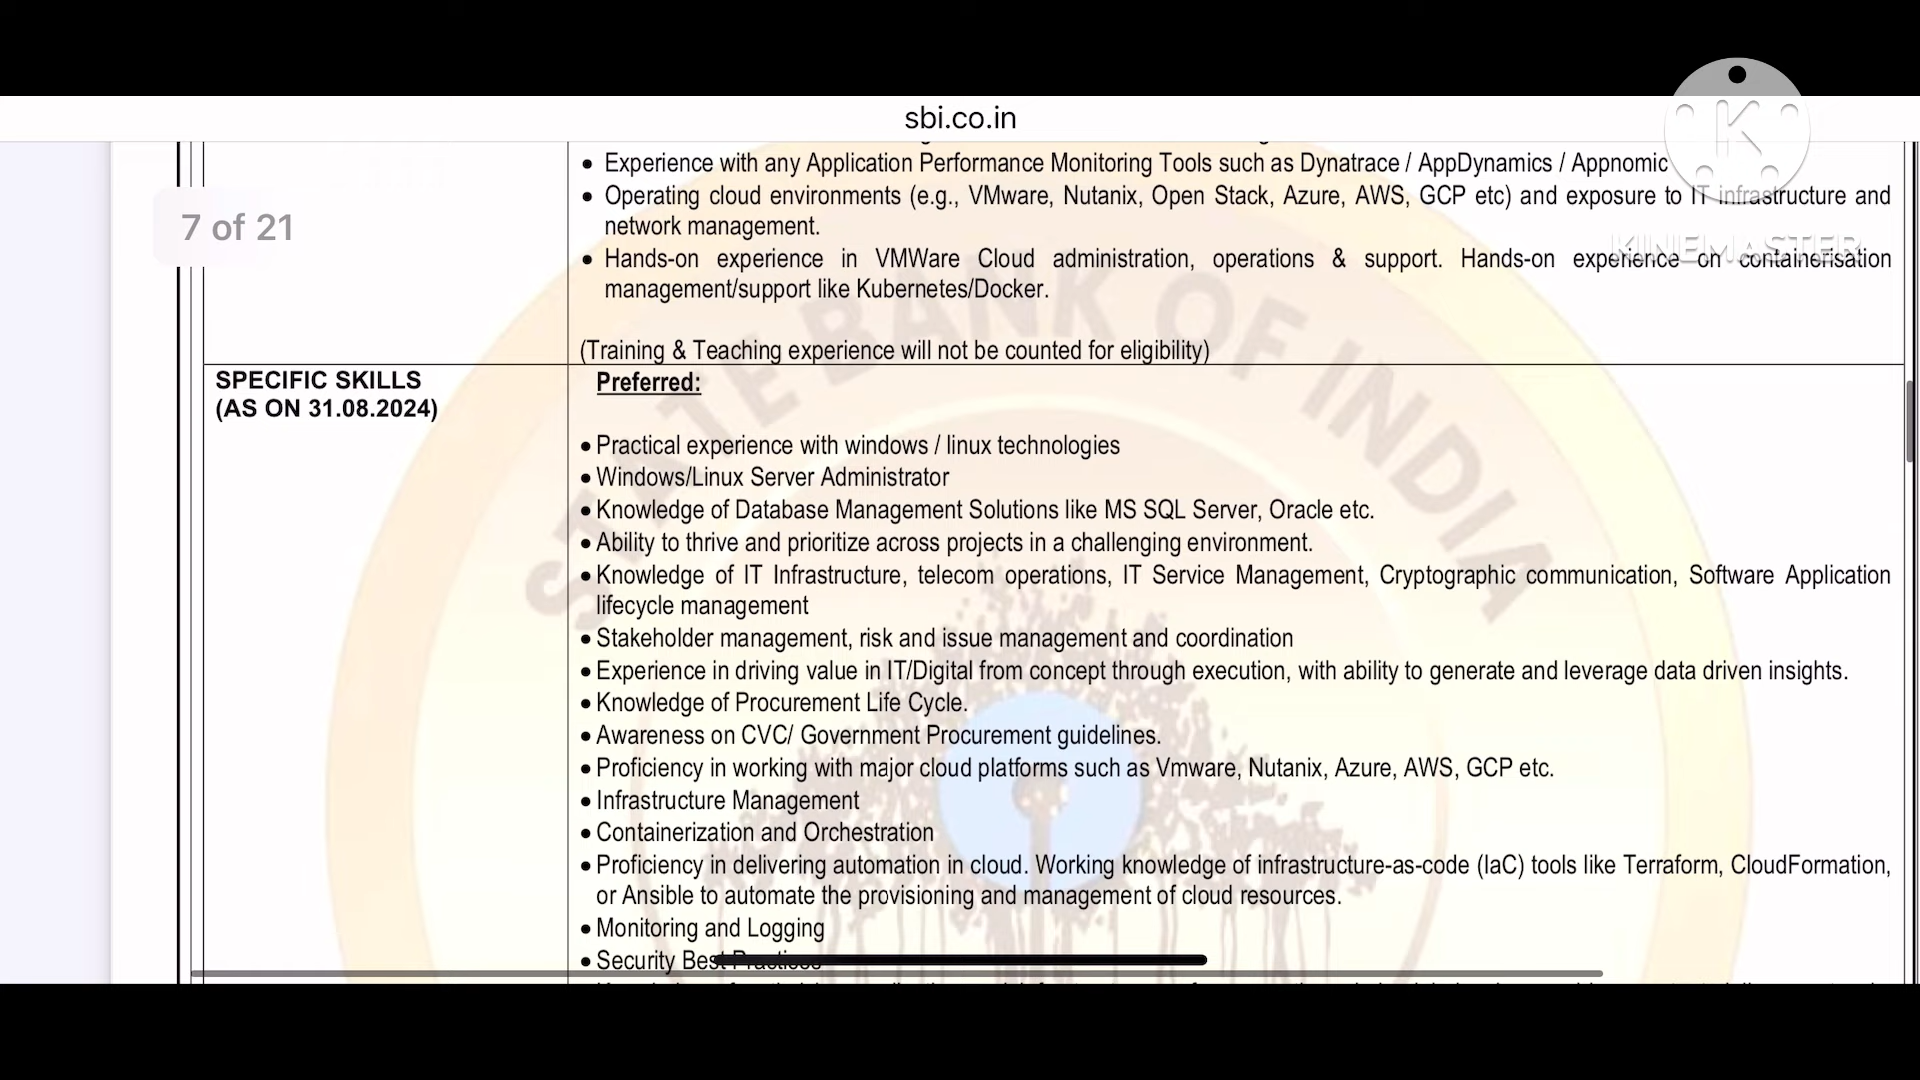 sbi.co.in
K
KINEMASTER
7 of 21
• Experience with any Application Performance Monitoring Tools such as Dynatrace / AppDynamics / Appnomic
• Operating cloud environments (e.g., VMware, Nutanix, Open Stack, Azure, AWS, GCP etc) and exposure to IT infrastructure and
network management.
• Hands-on experience in VMWare Cloud administration, operations & support. Hands-on experience on containerisation
management/support like Kubernetes/Docker.
(Training & Teaching experience will not be counted for eligibility)
SPECIFIC SKILLS
(AS ON 31.08.2024)
Preferred:
• Practical experience with windows / linux technologies
• Windows/Linux Server Administrator
• Knowledge of Database Management Solutions like MS SQL Server, Oracle etc.
• Ability to thrive and prioritize across projects in a challenging environment.
• Knowledge of IT Infrastructure, telecom operations, IT Service Management, Cryptographic communication, Software Application
lifecycle management
• Stakeholder management, risk and issue management and coordination
• Experience in driving value in IT/Digital from concept through execution, with ability to generate and leverage data driven insights.
• Knowledge of Procurement Life Cycle.
• Awareness on CVC/ Government Procurement guidelines.
• Proficiency in working with major cloud platforms such as Vmware, Nutanix, Azure, AWS, GCP etc.
• Infrastructure Management
• Containerization and Orchestration
• Proficiency in delivering automation in cloud. Working knowledge of infrastructure-as-code (IaC) tools like Terraform, CloudFormation,
or Ansible to automate the provisioning and management of cloud resources.
• Monitoring and Logging
• Security Best Practices
STATE BANK OF INDIA